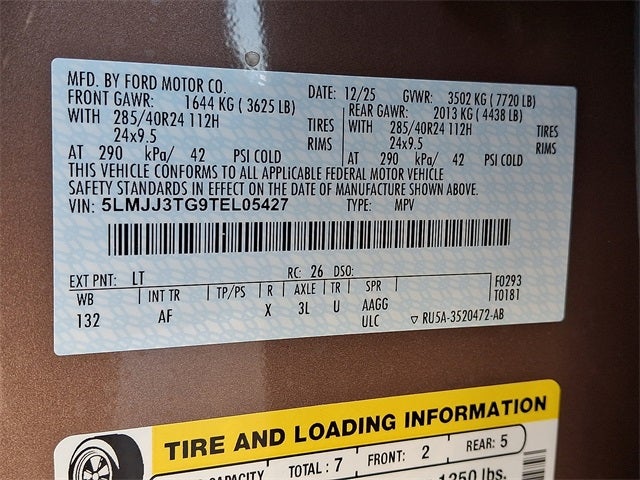 MFD. BY FORD MOTOR CO. DATE: 12/25 GVWR: 3502 KG ( 7720 LB)
FRONT GAWR: 1644 KG ( 3625 LB) REAR GAWR: 2013 KG ( 4438 LB)
WITH 285/40R24 112H TIRES WITH 285/40R24 112H TIRES
24x9.5 RIMS 24x9.5 RIMS
AT 290 kPa/ 42 PSI COLD AT 290 kPa/ 42 PSI COLD
THIS VEHICLE CONFORMS TO ALL APPLICABLE FEDERAL MOTOR VEHICLE
SAFETY STANDARDS IN EFFECT ON THE DATE OF MANUFACTURE SHOWN ABOVE.
VIN: 5LMJJ3TG9TEL05427 TYPE: MPV
EXT PNT: LT RC: 26 DSO: F0293
WB INT TR TP/PS R AXLE TR SPR T0181
132 AF X 3L U AAGG
ULC ▽ RU5A-3520472-AB
TIRE AND LOADING INFORMATION
CAPACITY TOTAL : 7 FRONT: 2 REAR: 5
1250 lbs.